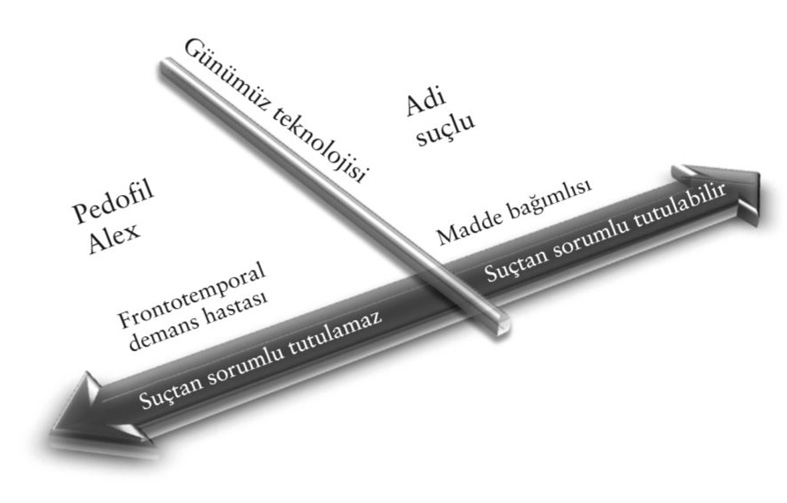 Günümüz teknolojisi
Adi
suçlu
Pedofil
Alex
Madde bağımlısı
Suçtan sorumlu tutulabilir
Frontotemporal
demans hastası
Suçtan sorumlu tutulamaz